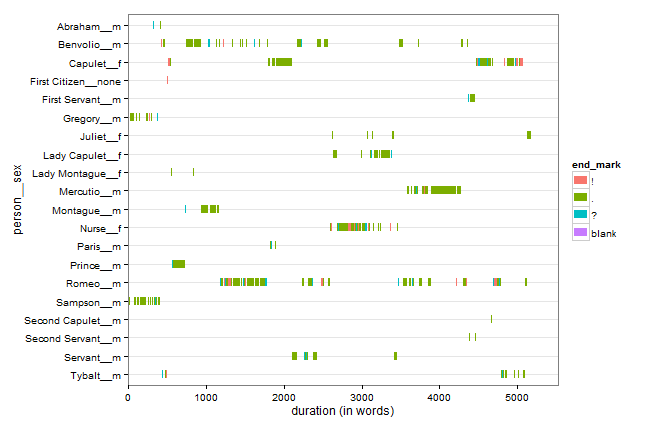 Abraham__m
Benvolio__m
Capulet__f
First Citizen__none
First Servant__m
Gregory__m
Juliet__f
Lady Capulet__f
Lady Montague__f
Mercutio__m
Montague__m
Nurse__f
Paris__m
Prince__m
Romeo__m
Sampson__m
Second Capulet__m
Second Servant__m
Servant__m
Tybalt__m
person__sex
0 1000 2000 3000 4000 5000
duration (in words)
end_mark
!
.
?
blank